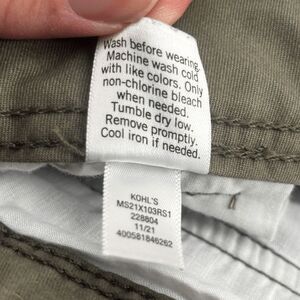 Wash before wearing.
Machine wash cold
with like colors. Only
non-chlorine bleach
when needed.
Tumble dry low.
Remove promptly.
Cool iron if needed.
KOHL'S
MS21X103RS1
228804
11/21
400581846262